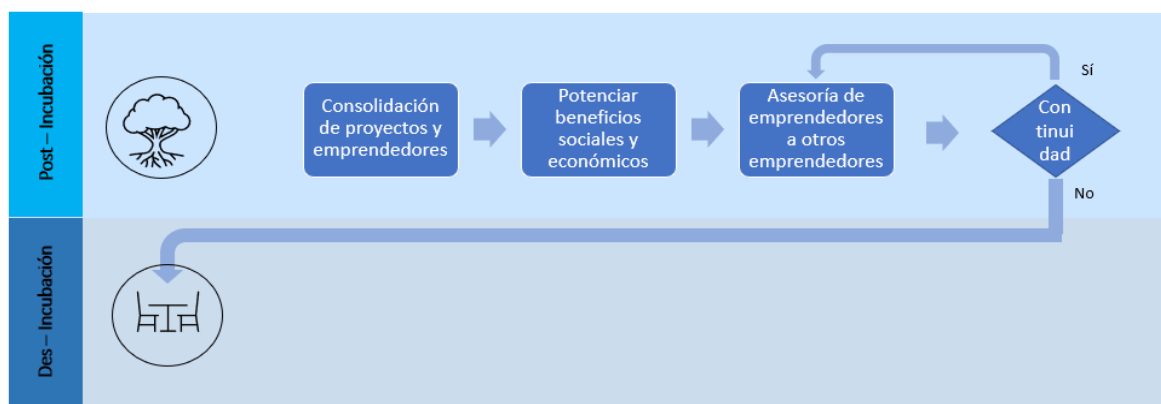 Post – Incubación
Consolidación
de proyectos y
emprendedores
Potenciar
beneficios
sociales y
económicos
Asesoría de
emprendedores
a otros
emprendedores
Con
tinui
dad
Sí
No
Des – Incubación